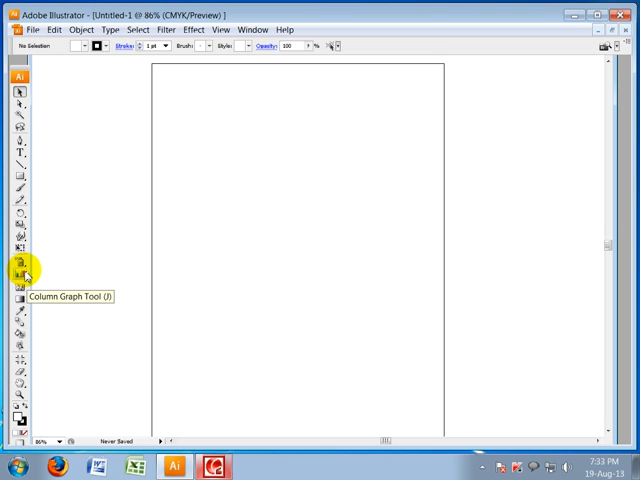 Adobe Illustrator - [Untitled-1 @ 86% (CMYK/Preview) ]
File Edit Object Type Select Filter Effect View Window Help
No Selection Stroke: 1 pt Brush: Style: Opacity: 100 %
Ai
T
Column Graph Tool (J)
86% Never Saved
Ai
7:33 PM
19-Aug-13